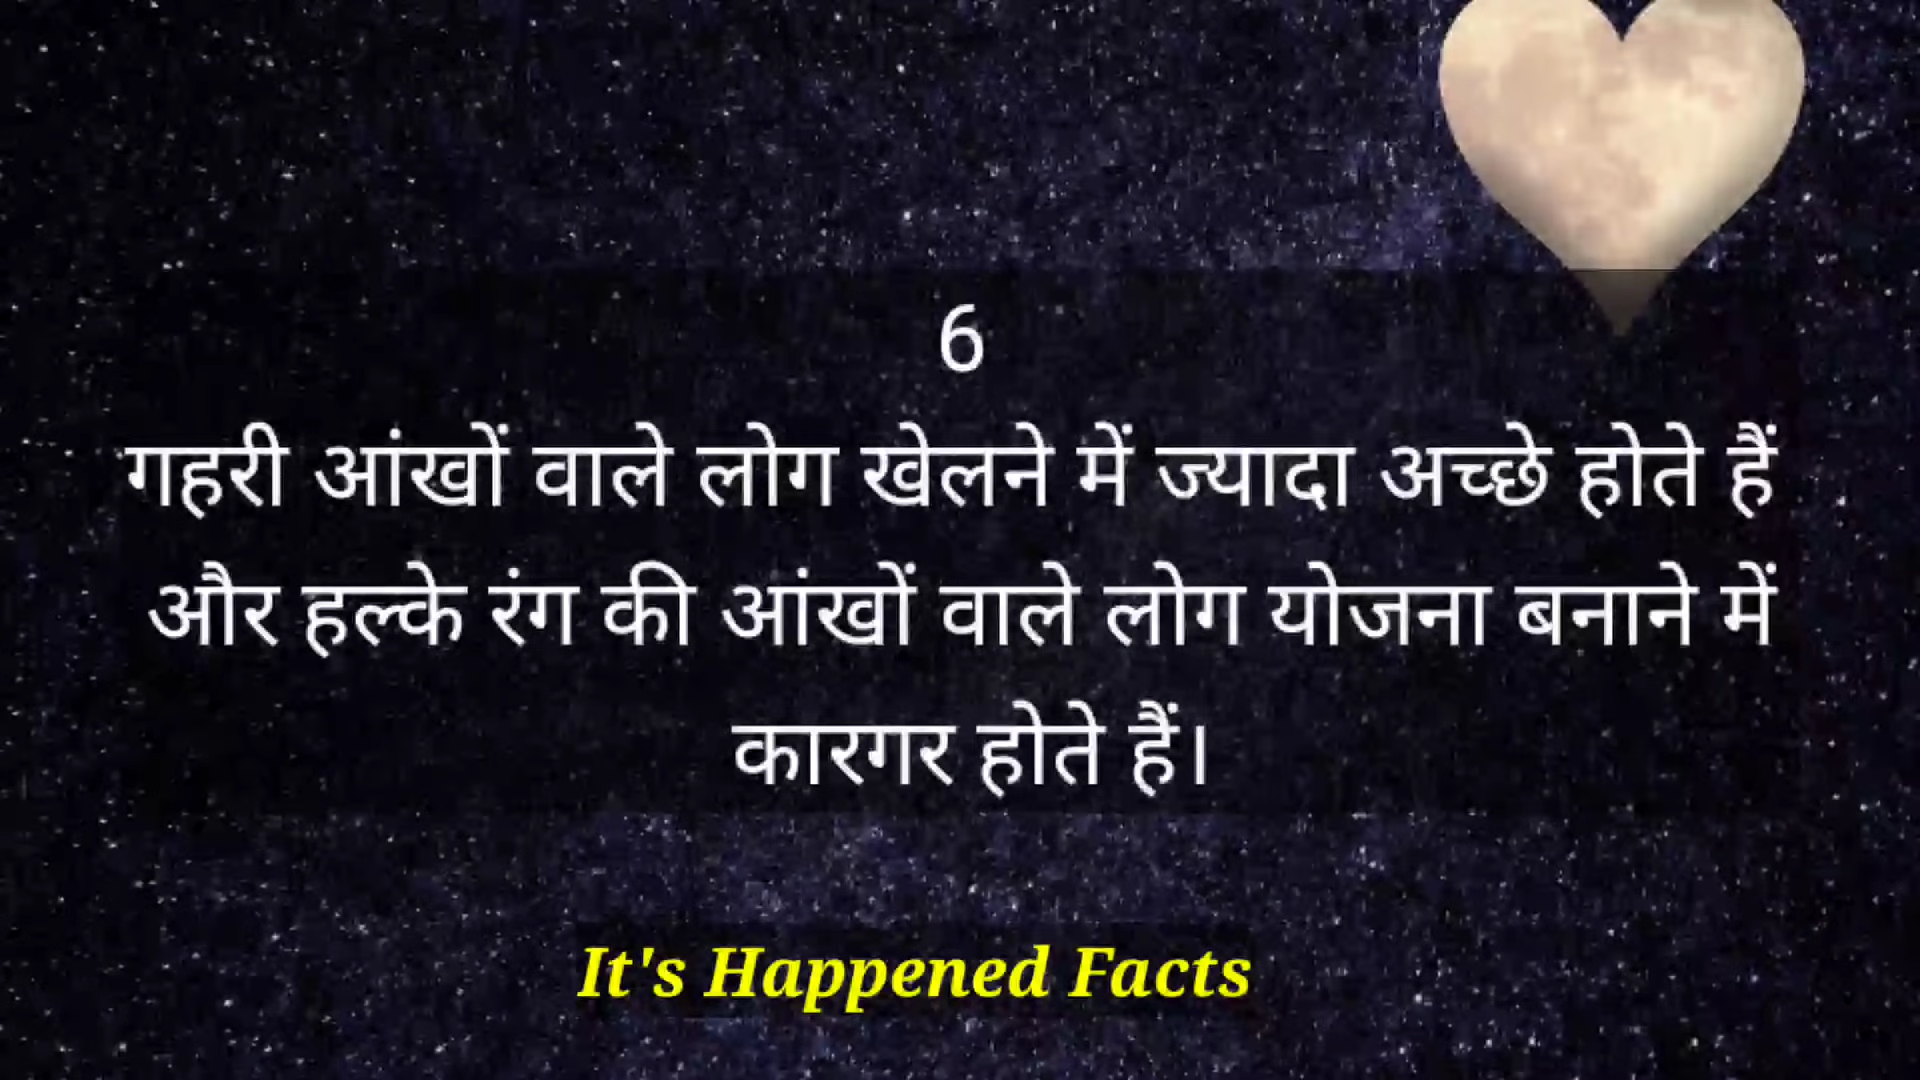 6
गहरी आंखों वाले लोग खेलने में ज्यादा अच्छे होते हैं
और हल्के रंग की आंखों वाले लोग योजना बनाने में
कारगर होते हैं।
It's Happened Facts